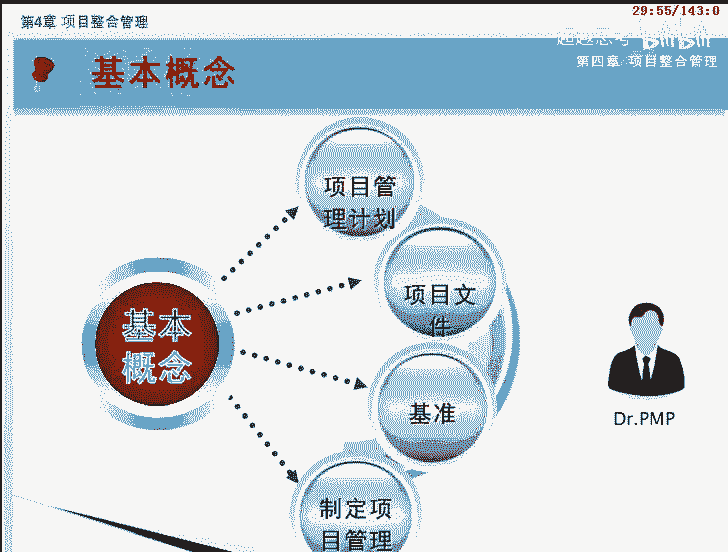 第4章 项目整合管理
29:55/143:0
超越思考 bilibili
第四章 项目整合管理
基本概念
项目管
理计划
项目文
件
基本
概念
基准
Dr.PMP
制定项
目管理